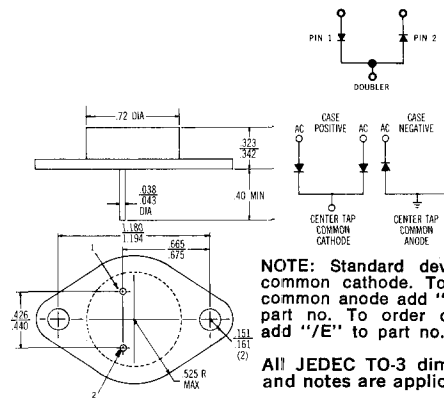 PIN 1
PIN 2
DOUBLER
.72 DIA
CASE POSITIVE
CASE NEGATIVE
AC
AC
AC
.323
.342
.038
.043
DIA
.40 MIN
CENTER TAP
COMMON
CATHODE
CENTER TAP
COMMON
ANODE
1.180
1.194
.665
.675
1
.426
.440
.151
.161
(2)
2
.525 R
MAX
NOTE: Standard dev
common cathode. To
common anode add "
part no. To order
add "/E" to part no.
All JEDEC TO-3 dim
and notes are applic